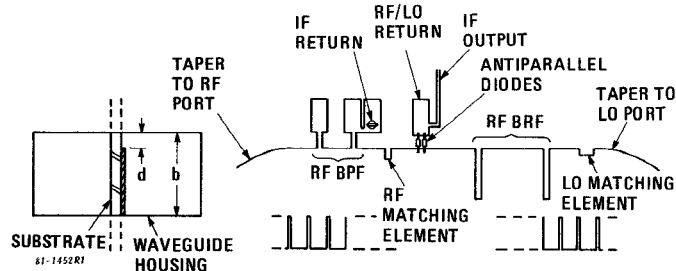 TAPER
TO RF
PORT
IF
RETURN
RF/LO
RETURN
IF
OUTPUT
ANTIPARALLEL
DIODES
TAPER TO
LO PORT
RF BRF
RF BPF
d
b
RF
MATCHING
ELEMENT
LO MATCHING
ELEMENT
SUBSTRATE
WAVEGUIDE
HOUSING
81-1452R1